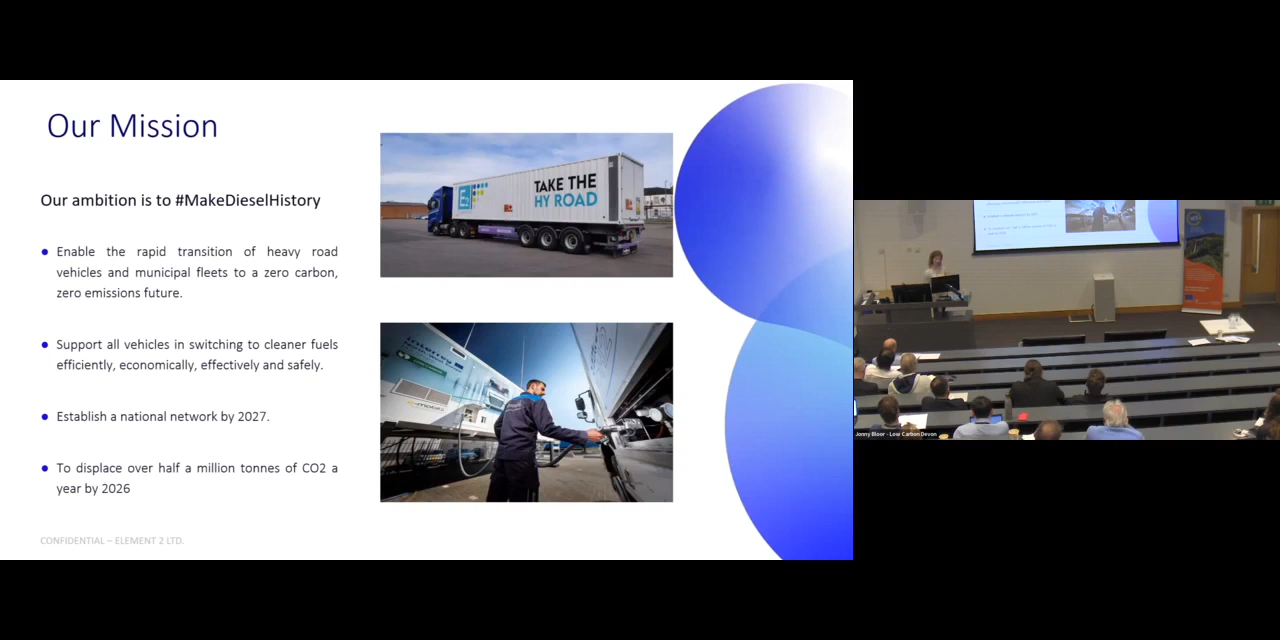 Our Mission
Our ambition is to #MakeDieselHistory
Enable the rapid transition of heavy road
vehicles and municipal fleets to a zero carbon,
zero emissions future.
Support all vehicles in switching to cleaner fuels
efficiently, economically, effectively and safely.
Establish a national network by 2027.
To displace over half a million tonnes of CO2 a
year by 2026
CONFIDENTIAL – ELEMENT 2 LTD.
TAKE THE
HY ROAD
Jonny Bloor - Low Carbon Devon